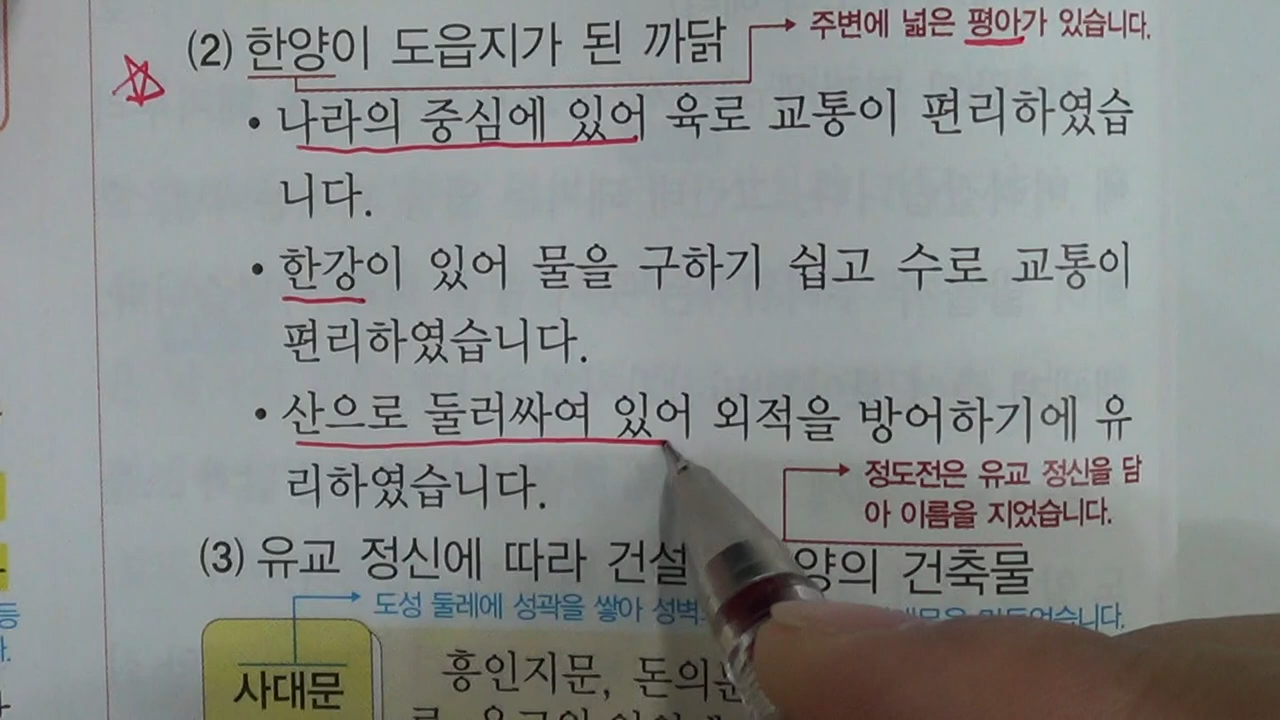 (2) 한양이 도읍지가 된 까닭
주변에 넓은 평야가 있습니다.
• 나라의 중심에 있어 육로 교통이 편리하였습
니다.
• 한강이 있어 물을 구하기 쉽고 수로 교통이
편리하였습니다.
• 산으로 둘러싸여 있어 외적을 방어하기에 유
리하였습니다.
정도전은 유교 정신을 담
아 이름을 지었습니다.
(3) 유교 정신에 따라 건설 양의 건축물
도성 둘레에 성곽을 쌓아 성벽
사대문
흥인지문, 돈의문